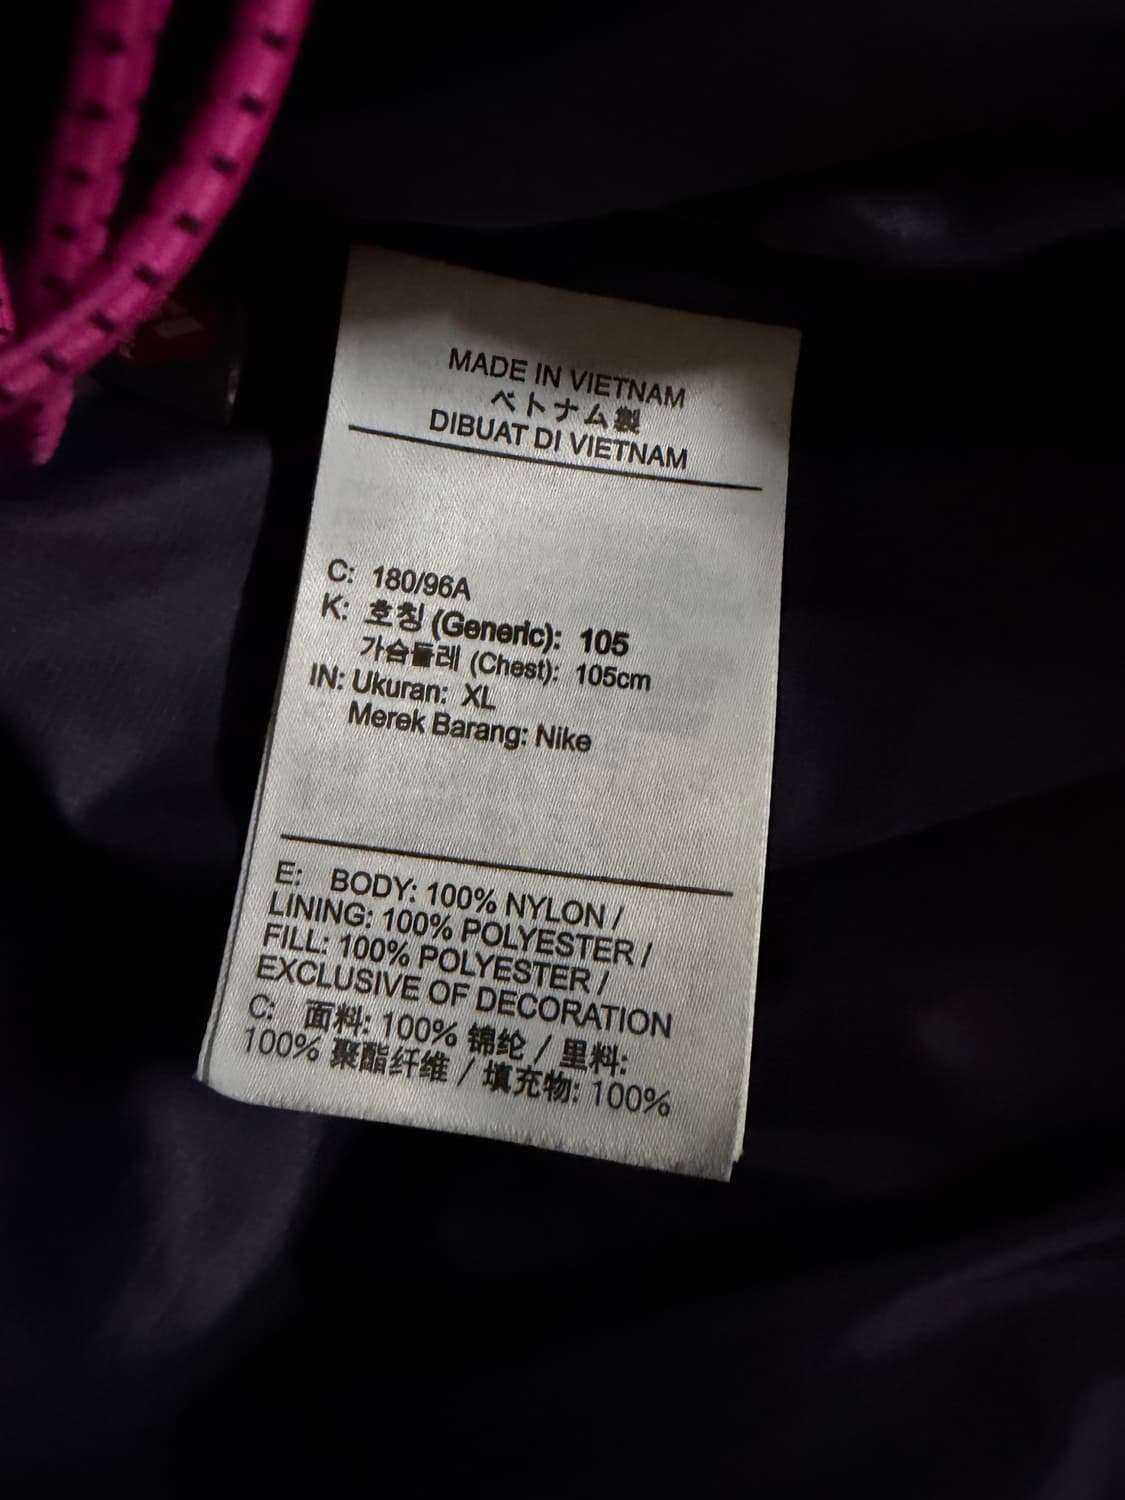 MADE IN VIETNAM
ベトナム製
DIBUAT DI VIETNAM
C: 180/96A
K: 호칭 (Generic): 105
가슴둘레 (Chest): 105cm
IN: Ukuran: XL
Merek Barang: Nike
E: BODY: 100% NYLON /
LINING: 100% POLYESTER /
FILL: 100% POLYESTER /
EXCLUSIVE OF DECORATION
C: 面料: 100% 锦纶 / 里料:
100% 聚酯纤维 / 填充物: 100%